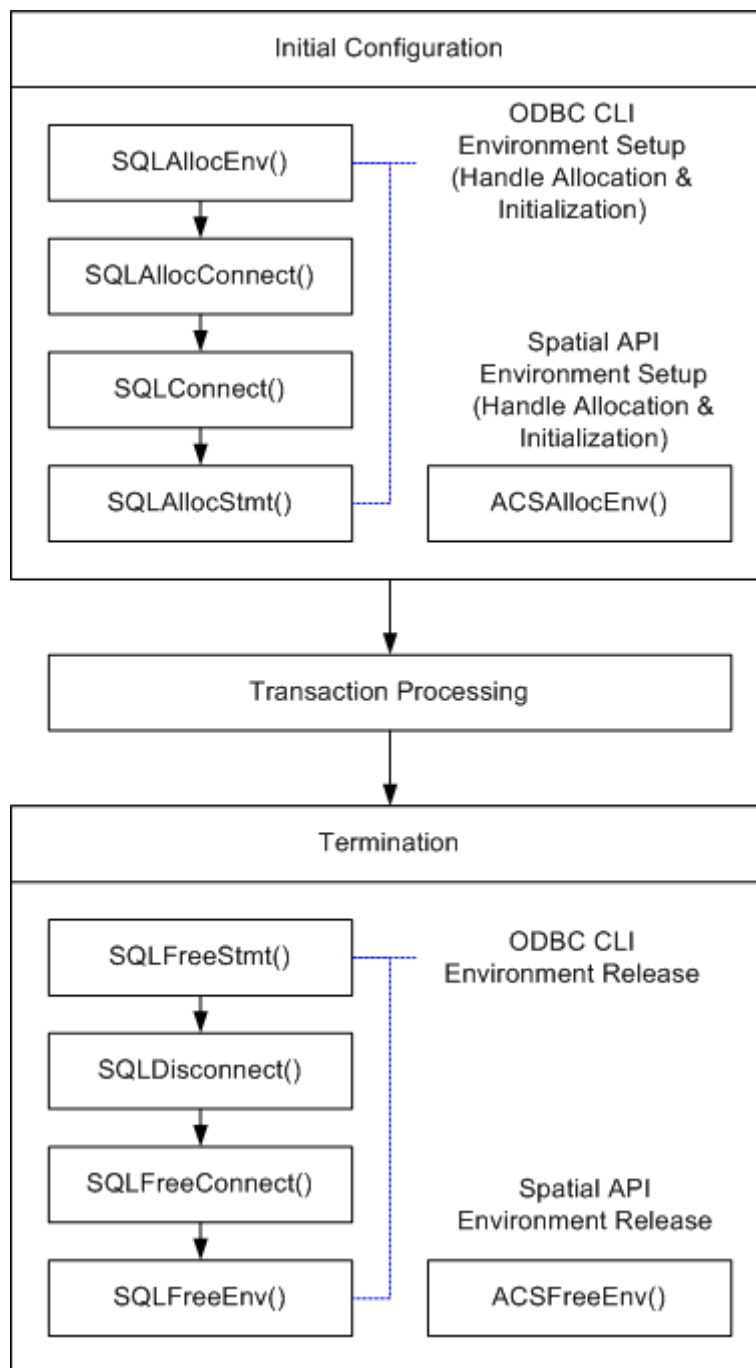 Initial Configuration
SQLAllocEnv()
ODBC CLI
Environment Setup
(Handle Allocation &
Initialization)
SQLAllocConnect()
SQLConnect()
Spatial API
Environment Setup
(Handle Allocation &
Initialization)
SQLAllocStmt()
ACSAllocEnv()
Transaction Processing
Termination
SQLFreeStmt()
ODBC CLI
Environment Release
SQLDisconnect()
SQLFreeConnect()
Spatial API
Environment Release
SQLFreeEnv()
ACSFreeEnv()